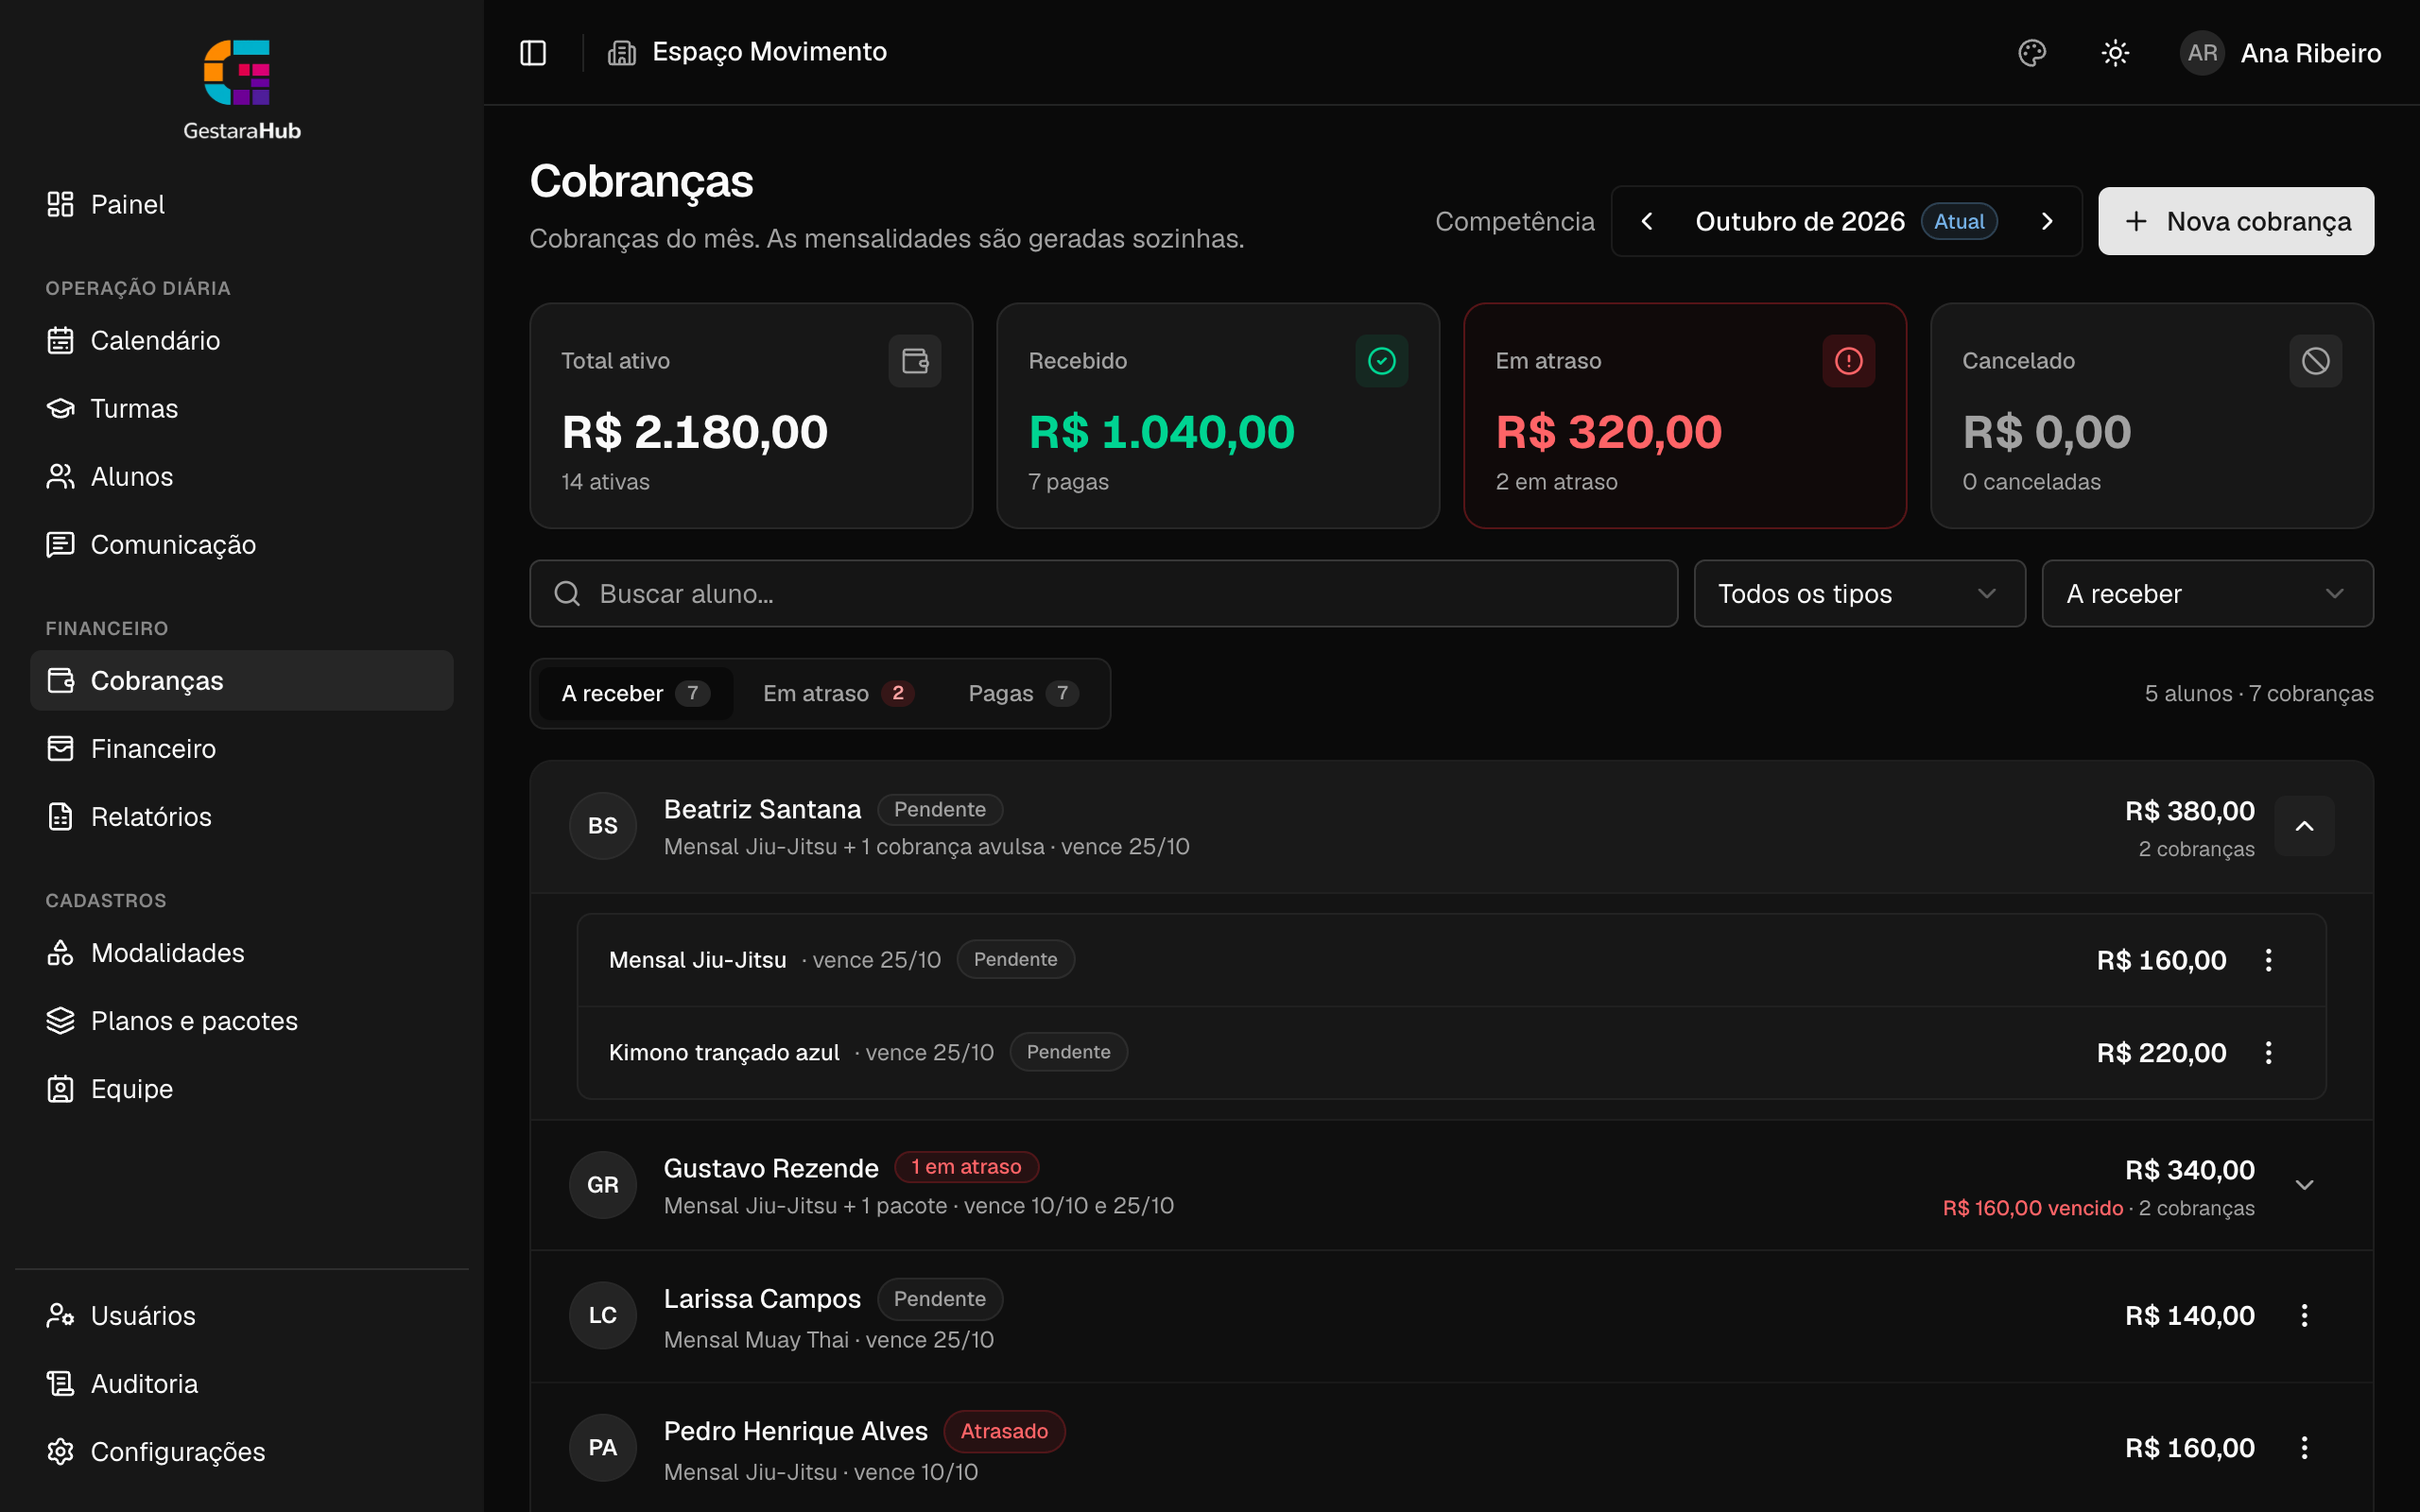 GestaraHub
Painel
OPERAÇÃO DIÁRIA
Calendário
Turmas
Alunos
Comunicação
FINANCEIRO
Cobranças
Financeiro
Relatórios
CADASTROS
Modalidades
Planos e pacotes
Equipe
Usuários
Auditoria
Configurações
Espaço Movimento
AR Ana Ribeiro
Cobranças
Cobranças do mês. As mensalidades são geradas sozinhas.
Competência Outubro de 2026 Atual + Nova cobrança
Total ativo
R$ 2.180,00
14 ativas
Recebido
R$ 1.040,00
7 pagas
Em atraso
R$ 320,00
2 em atraso
Cancelado
R$ 0,00
0 canceladas
Buscar aluno... Todos os tipos A receber
A receber 7 Em atraso 2 Pagas 7 5 alunos · 7 cobranças
BS Beatriz Santana Pendente R$ 380,00
Mensal Jiu-Jitsu + 1 cobrança avulsa · vence 25/10 2 cobranças
Mensal Jiu-Jitsu · vence 25/10 Pendente R$ 160,00
Kimono trançado azul · vence 25/10 Pendente R$ 220,00
GR Gustavo Rezende 1 em atraso R$ 340,00
Mensal Jiu-Jitsu + 1 pacote · vence 10/10 e 25/10 R$ 160,00 vencido · 2 cobranças
LC Larissa Campos Pendente R$ 140,00
Mensal Muay Thai · vence 25/10
PA Pedro Henrique Alves Atrasado R$ 160,00
Mensal Jiu-Jitsu · vence 10/10